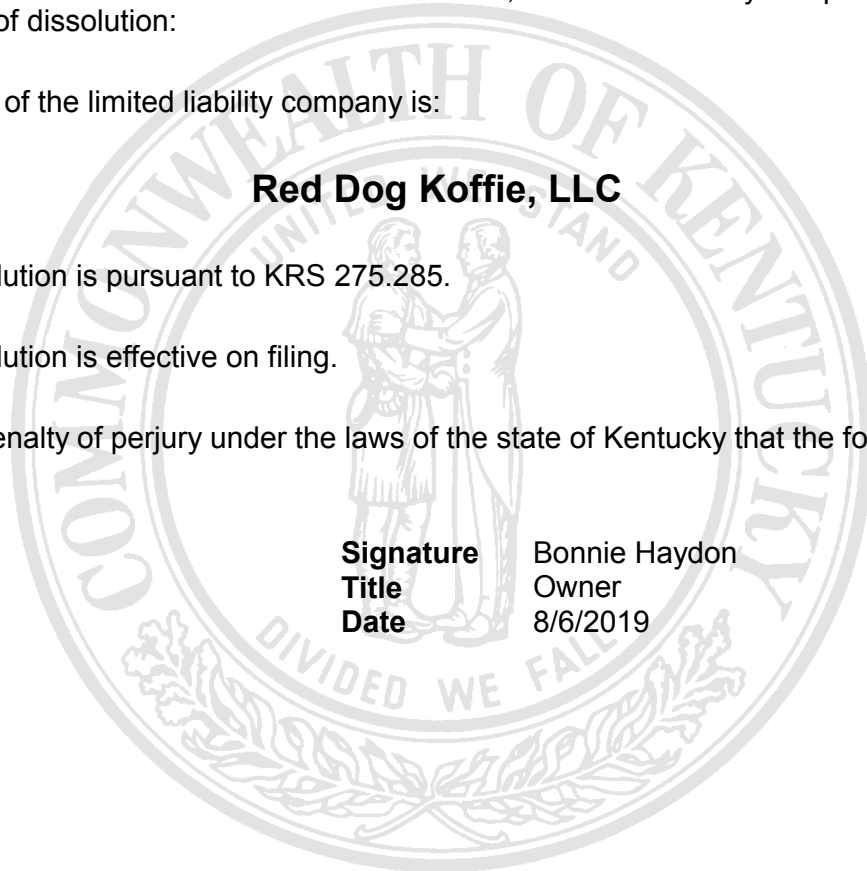 of dissolution:
of the limited liability company is:
Red Dog Koffie, LLC
lution is pursuant to KRS 275.285.
lution is effective on filing.
enalty of perjury under the laws of the state of Kentucky that the fo
Signature Bonnie Haydon
Title Owner
Date 8/6/2019
COMMONWEALTH OF KENTUCKY
UNITED WE STAND
DIVIDED WE FALL